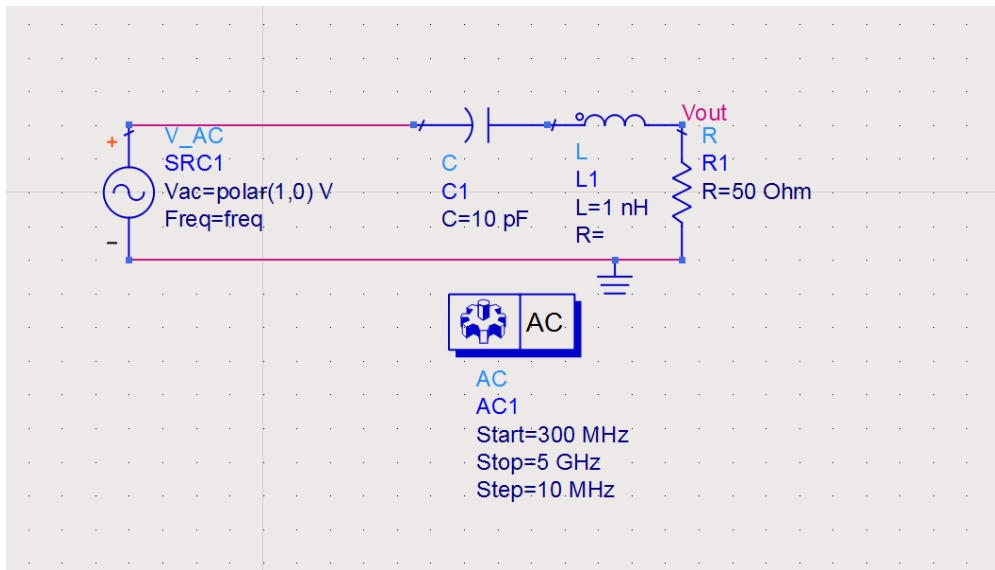 Vout
+
V_AC
SRC1
Vac=polar(1,0) V
Freq=freq
−
C
C1
C=10 pF
L
L1
L=1 nH
R=
R
R1
R=50 Ohm
AC
AC
AC1
Start=300 MHz
Stop=5 GHz
Step=10 MHz